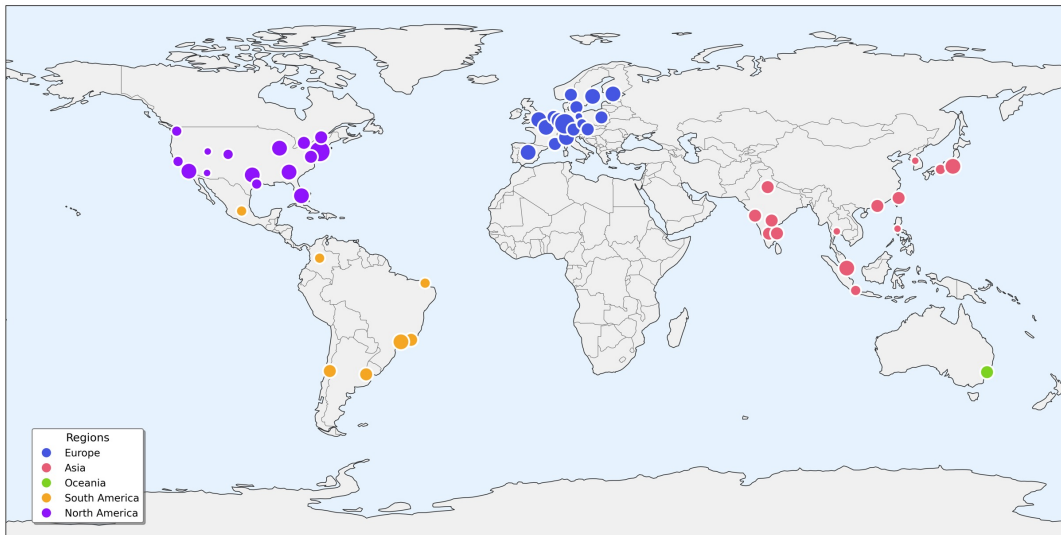 Regions
Europe
Asia
Oceania
South America
North America